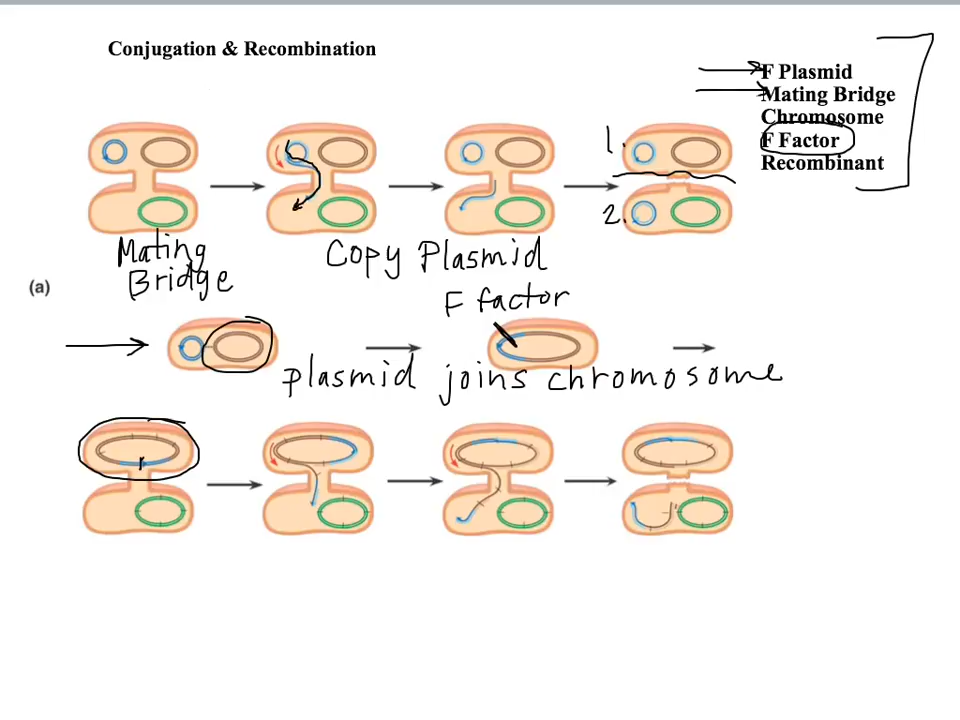 Conjugation & Recombination
F Plasmid
Mating Bridge
Chromosome
F Factor
Recombinant
1.
2.
Mating
Bridge
Copy Plasmid
(a)
F factor
plasmid joins chromosome